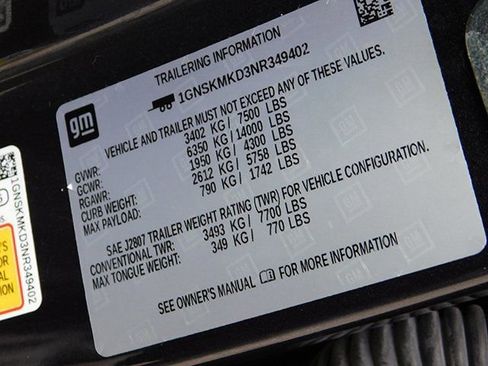 TRAILERING INFORMATION
1GNSKMKD3NR349402
gm
VEHICLE AND TRAILER MUST NOT EXCEED ANY OF THESE VALUES.
GVWR: 3402 KG/ 7500 LBS
GCWR: 6350 KG/ 14000 LBS
RGAWR: 1950 KG/ 4300 LBS
CURB WEIGHT: 2612 KG/ 5758 LBS
MAX PAYLOAD: 790 KG/ 1742 LBS
SAE J2807 TRAILER WEIGHT RATING (TWR) FOR VEHICLE CONFIGURATION.
CONVENTIONAL TWR: 3493 KG/ 7700 LBS
MAX TONGUE WEIGHT: 349 KG/ 770 LBS
SEE OWNER'S MANUAL FOR MORE INFORMATION
1GNSKMKD3NR349402